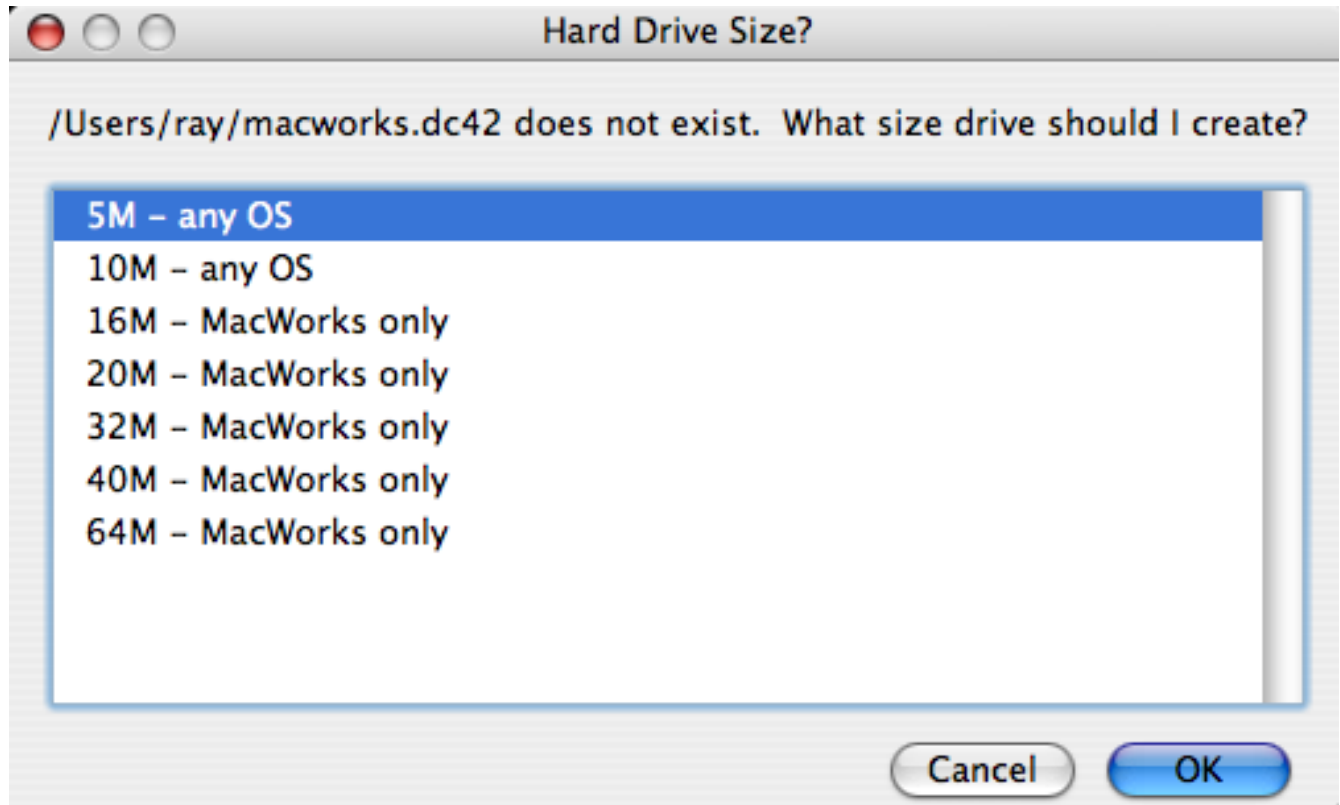 Hard Drive Size?
/Users/ray/macworks.dc42 does not exist.  What size drive should I create?
5M – any OS
10M – any OS
16M – MacWorks only
20M – MacWorks only
32M – MacWorks only
40M – MacWorks only
64M – MacWorks only
Cancel OK